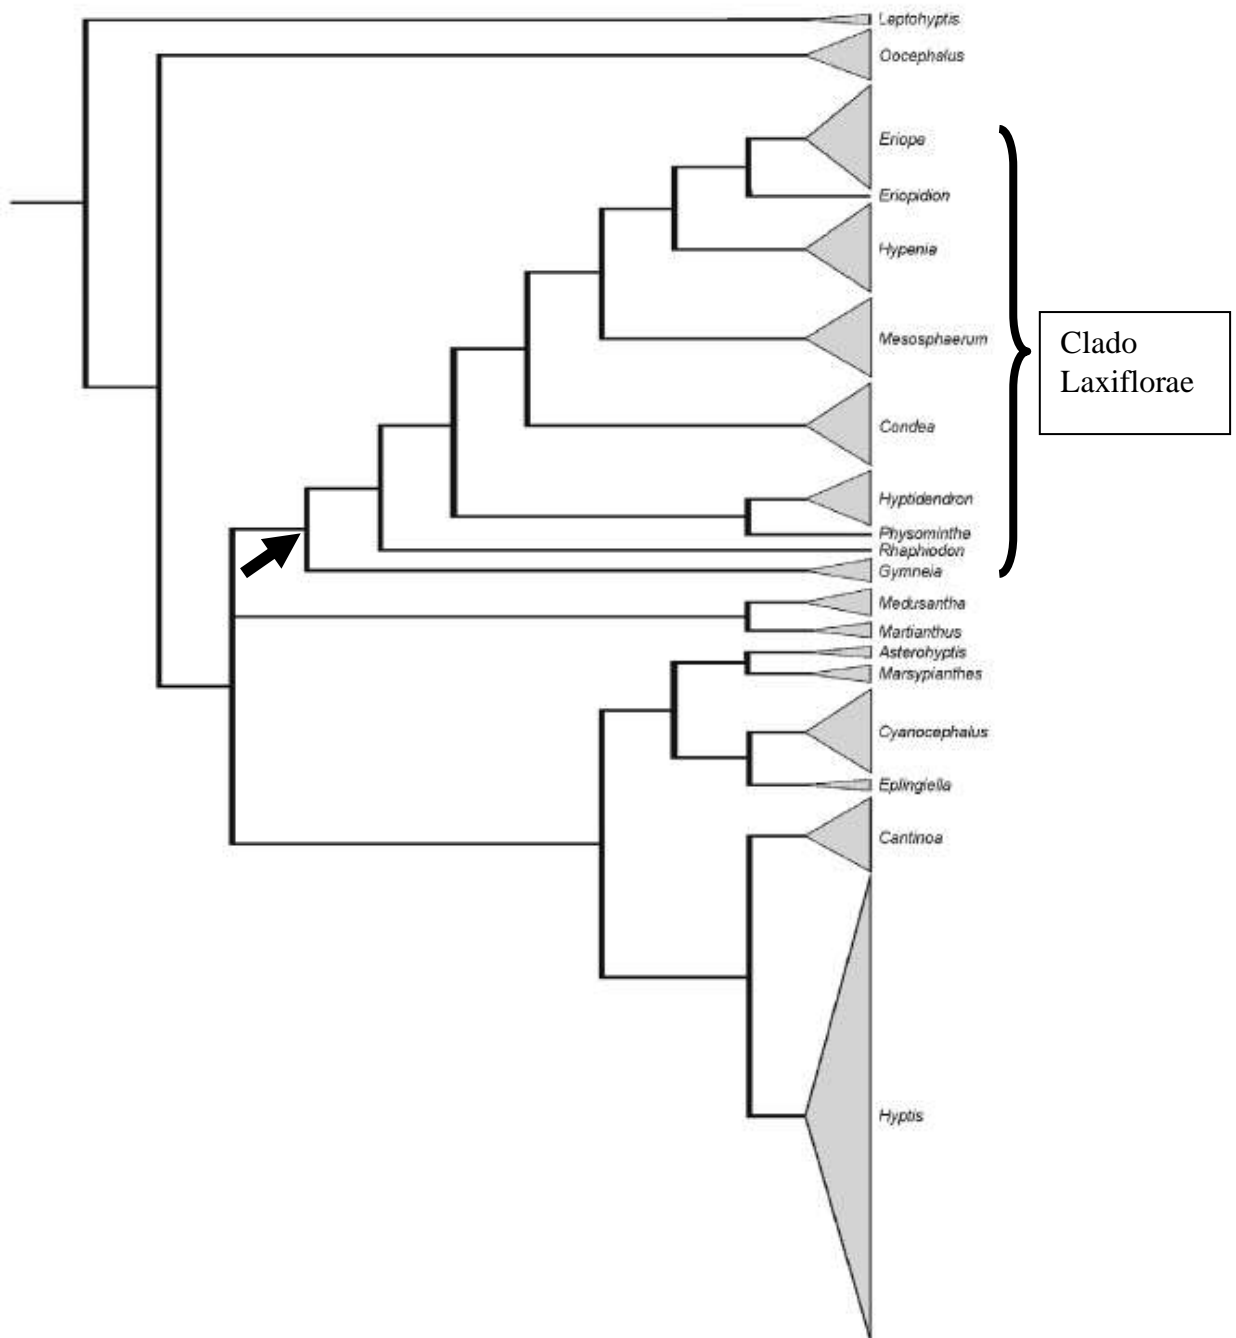 Leptohyptis
Oocephalus
Eriope
Eriopidion
Hypenia
Mesosphaerum
Clado
Laxiflorae
Condea
Hyptidendron
Physominthe
Rhaphiodon
Gymneia
Medusantha
Martianthus
Asterohyptis
Marsypianthes
Cyanocephalus
Eplingiella
Cantinoa
Hyptis